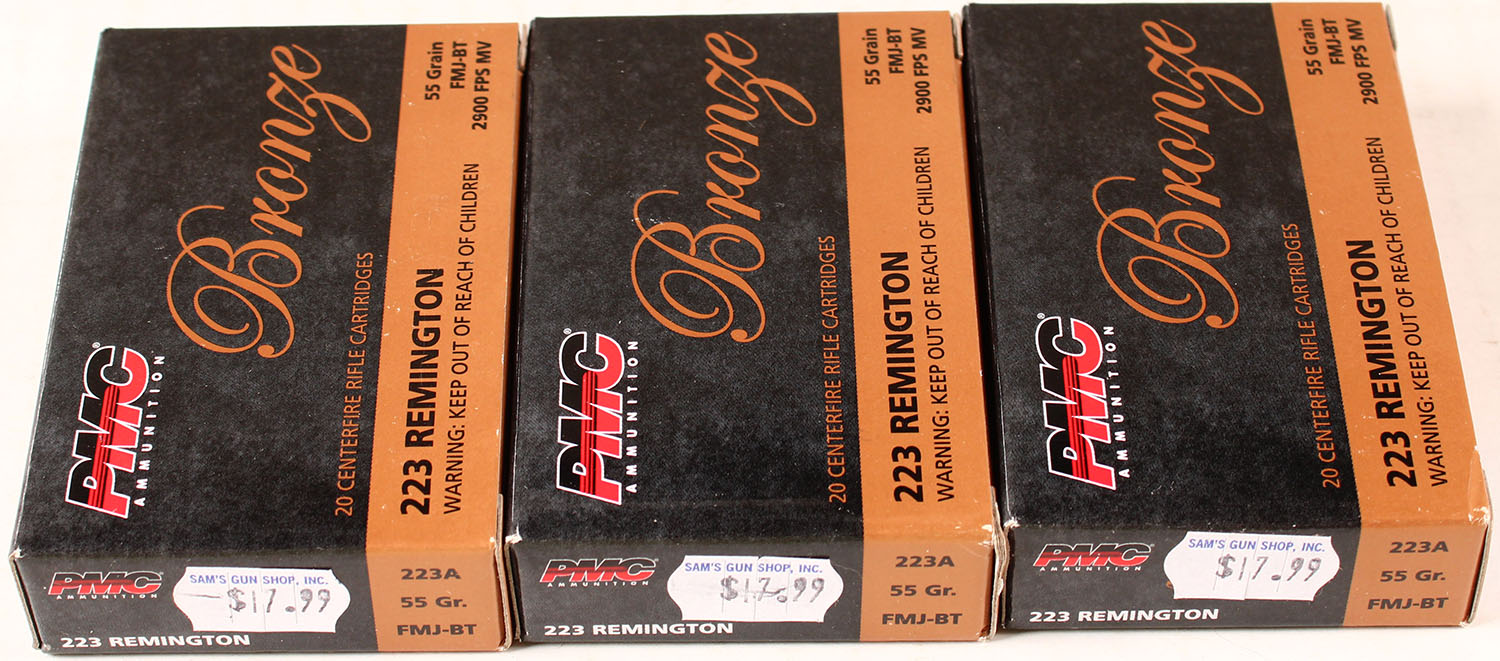 PMC®
AMMUNITION
Bronze
20 CENTERFIRE RIFLE CARTRIDGES
55 Grain
FMJ-BT
2900 FPS MV
223 REMINGTON
WARNING: KEEP OUT OF REACH OF CHILDREN
PMC®
AMMUNITION
SAM'S GUN SHOP, INC.
$17.99
223A
55 Gr.
FMJ-BT
223 REMINGTON
PMC®
AMMUNITION
Bronze
20 CENTERFIRE RIFLE CARTRIDGES
55 Grain
FMJ-BT
2900 FPS MV
223 REMINGTON
WARNING: KEEP OUT OF REACH OF CHILDREN
PMC®
AMMUNITION
SAM'S GUN SHOP, INC.
$17.99
223A
55 Gr.
FMJ-BT
223 REMINGTON
PMC®
AMMUNITION
Bronze
20 CENTERFIRE RIFLE CARTRIDGES
55 Grain
FMJ-BT
2900 FPS MV
223 REMINGTON
WARNING: KEEP OUT OF REACH OF CHILDREN
PMC®
AMMUNITION
SAM'S GUN SHOP, INC.
$17.99
223A
55 Gr.
FMJ-BT
223 REMINGTON